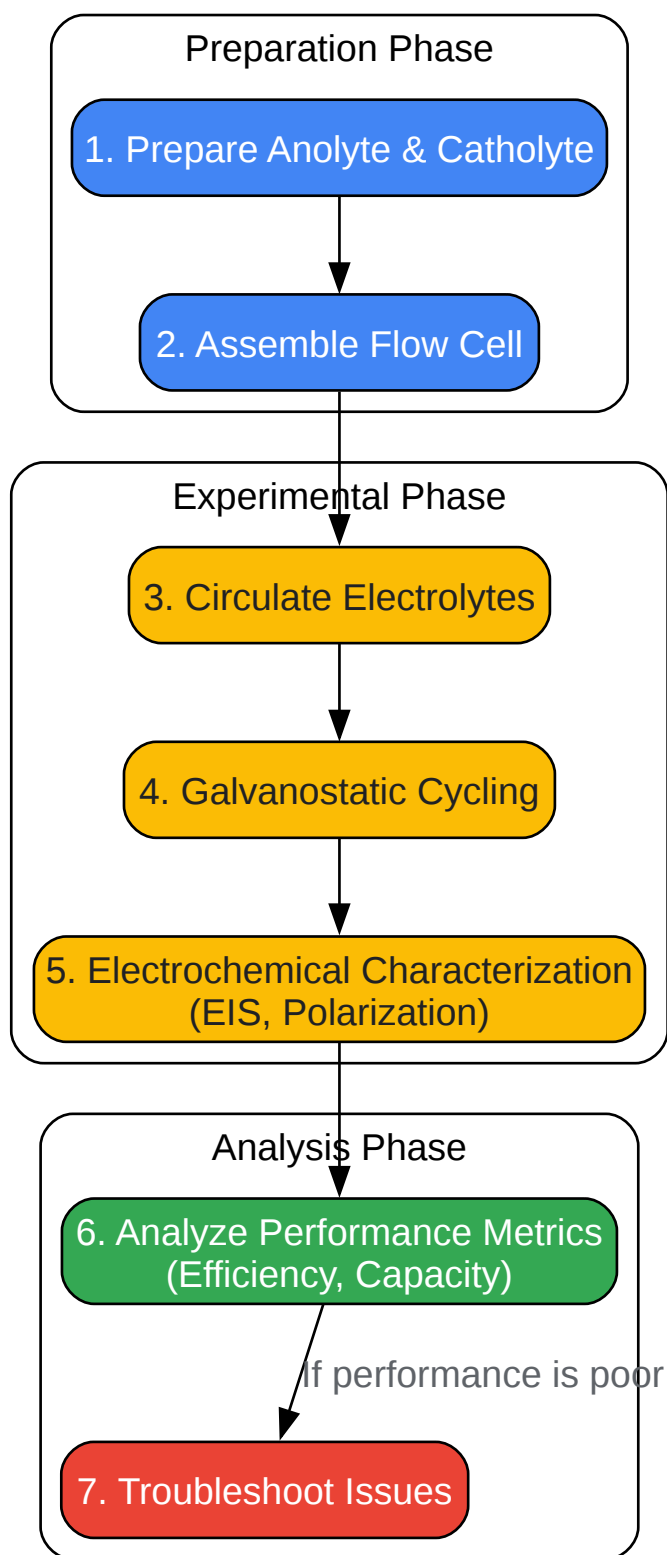 Preparation Phase
1. Prepare Anolyte & Catholyte
2. Assemble Flow Cell
Experimental Phase
3. Circulate Electrolytes
4. Galvanostatic Cycling
5. Electrochemical Characterization
(EIS, Polarization)
Analysis Phase
6. Analyze Performance Metrics
(Efficiency, Capacity)
If performance is poor
7. Troubleshoot Issues